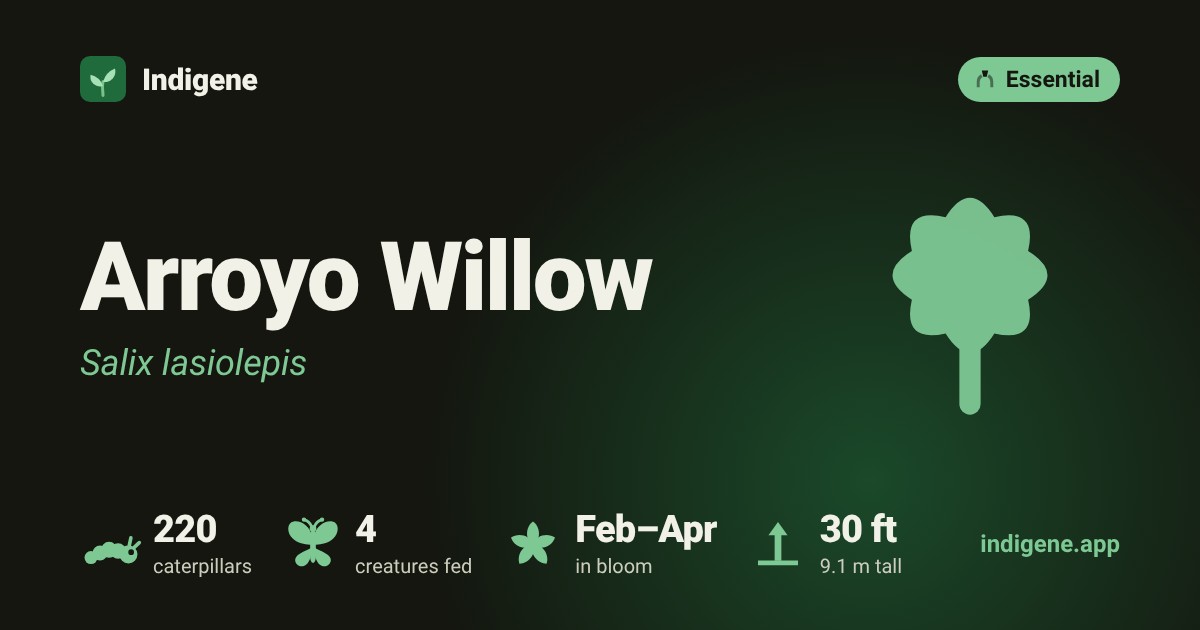 Indigene
Essential
Arroyo Willow
Salix lasiolepis
220
caterpillars
4
creatures fed
Feb–Apr
in bloom
30 ft
9.1 m tall
indigene.app